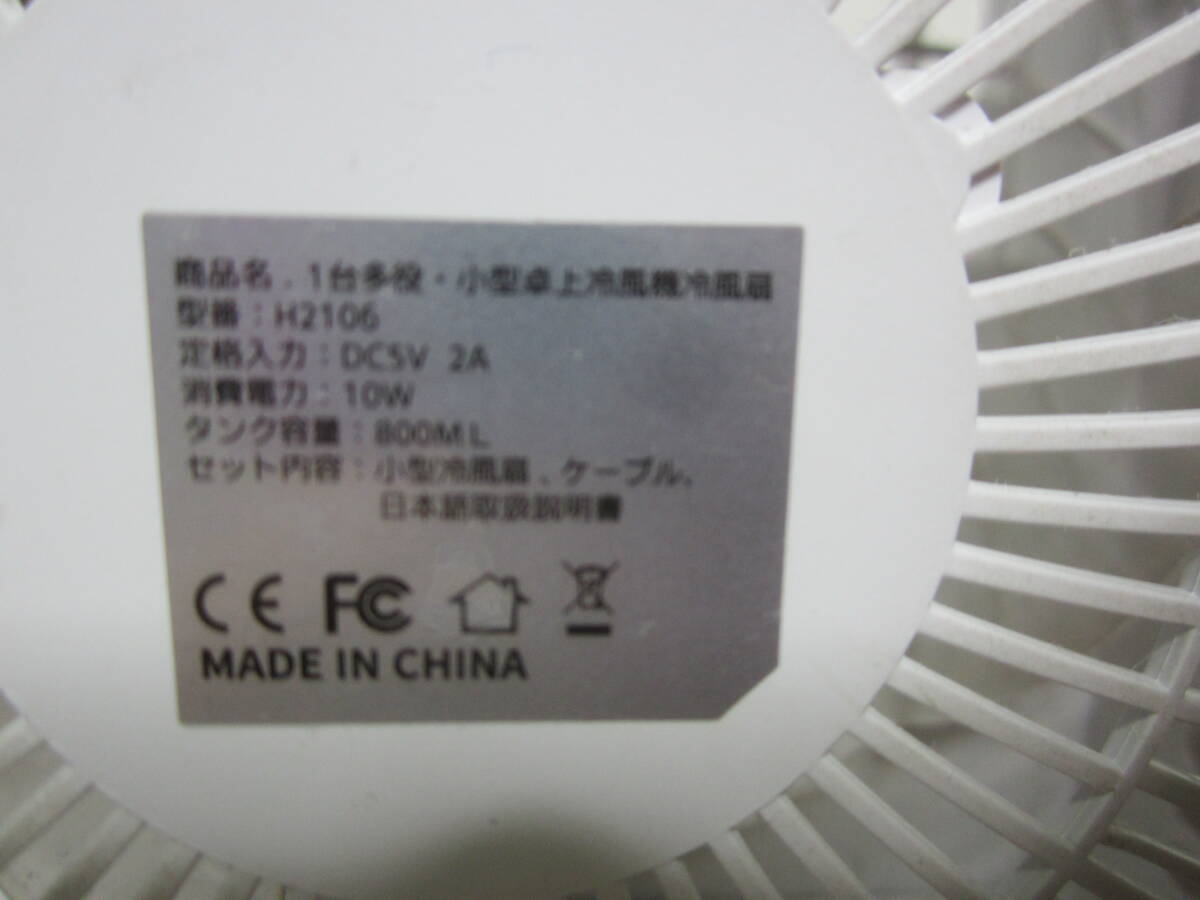 商品名．1台多役・小型卓上冷風機冷風扇
型番：H2106
定格入力：DC5V 2A
消費電力：10W
タンク容量：800M.L
セット内容：小型冷風扇、ケーブル、
日本語取扱説明書
CE FC
MADE IN CHINA